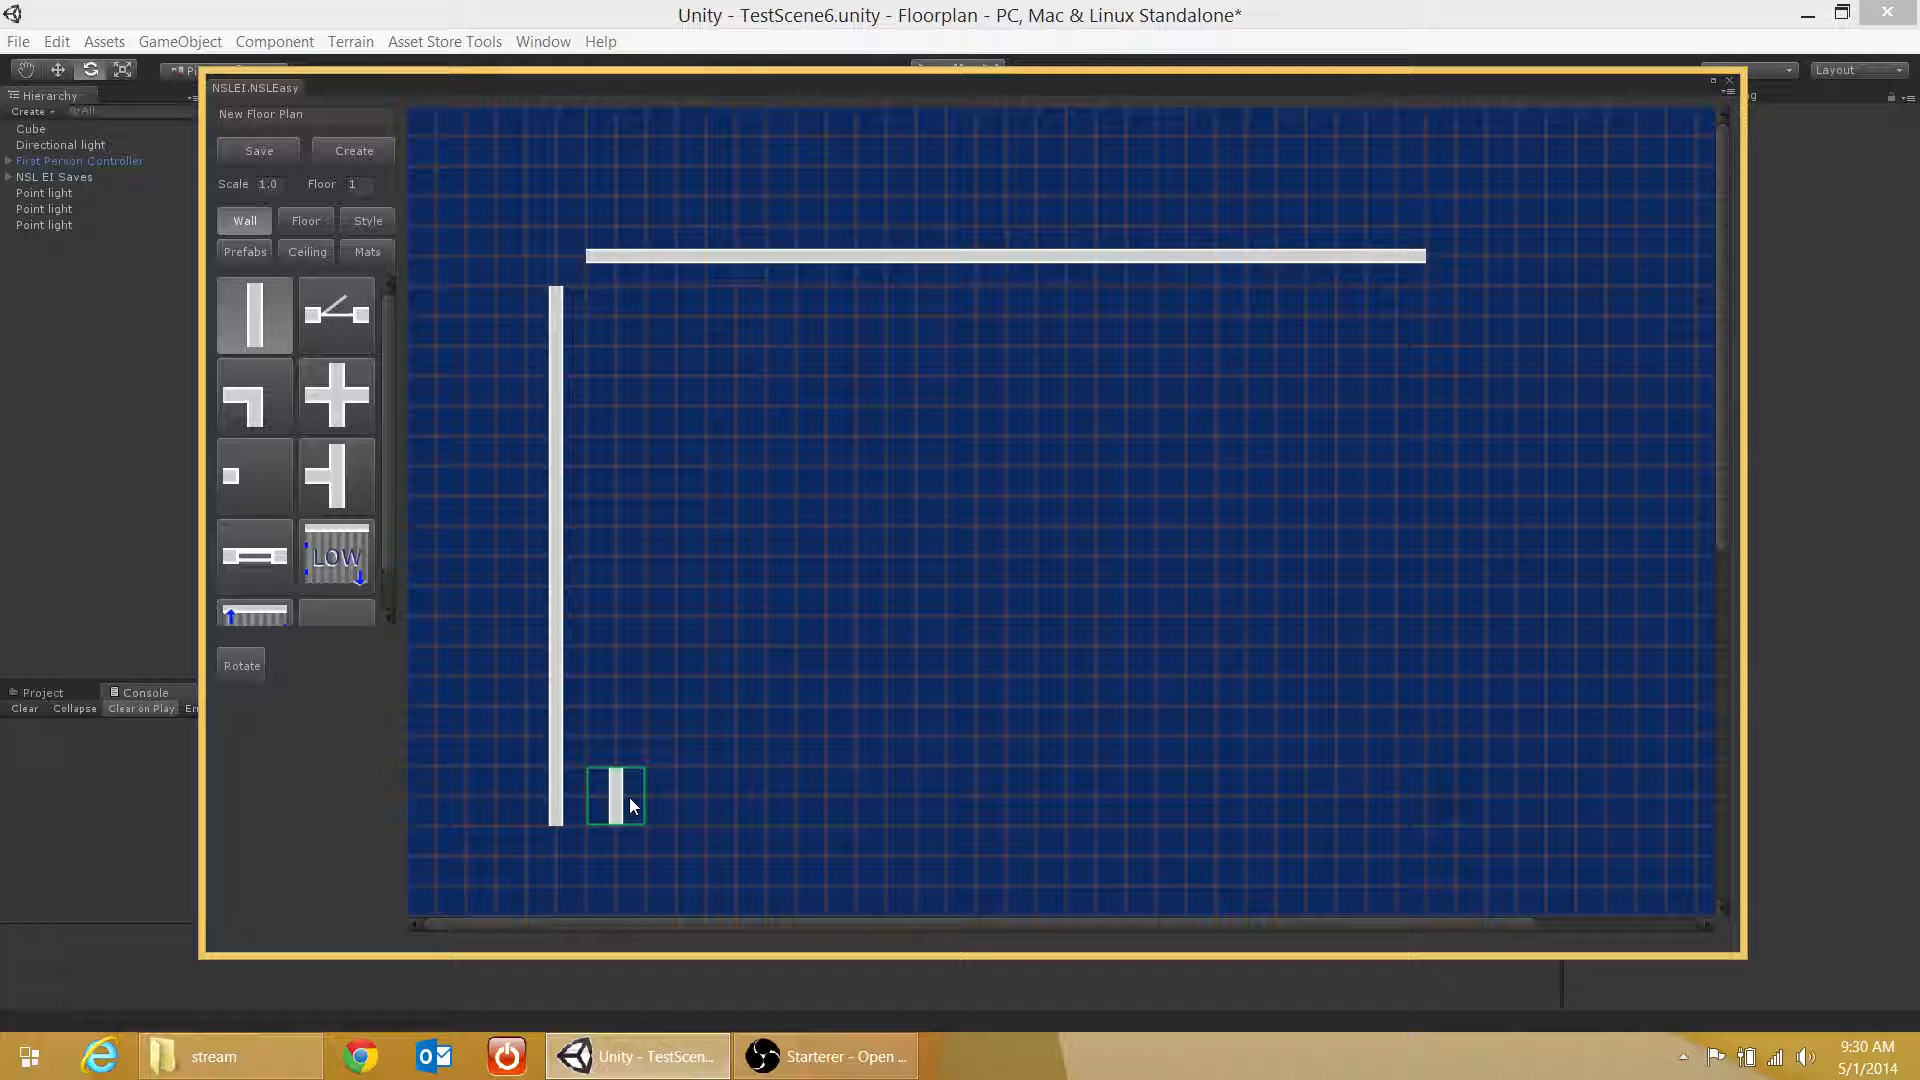 Unity - TestScene6.unity - Floorplan - PC, Mac & Linux Standalone*
File Edit Assets GameObject Component Terrain Asset Store Tools Window Help
Layout
Hierarchy
Create All
Cube
Directional light
First Person Controller
NSL EI Saves
Point light
Point light
Point light
NSLEI.NSLEasy
New Floor Plan
Save Create
Scale 1.0 Floor 1
Wall Floor Style
Prefabs Ceiling Mats
LOW
Rotate
Project Console
Clear Collapse Clear on Play
stream
Unity - TestScen...
Starterer - Open ...
9:30 AM
5/1/2014